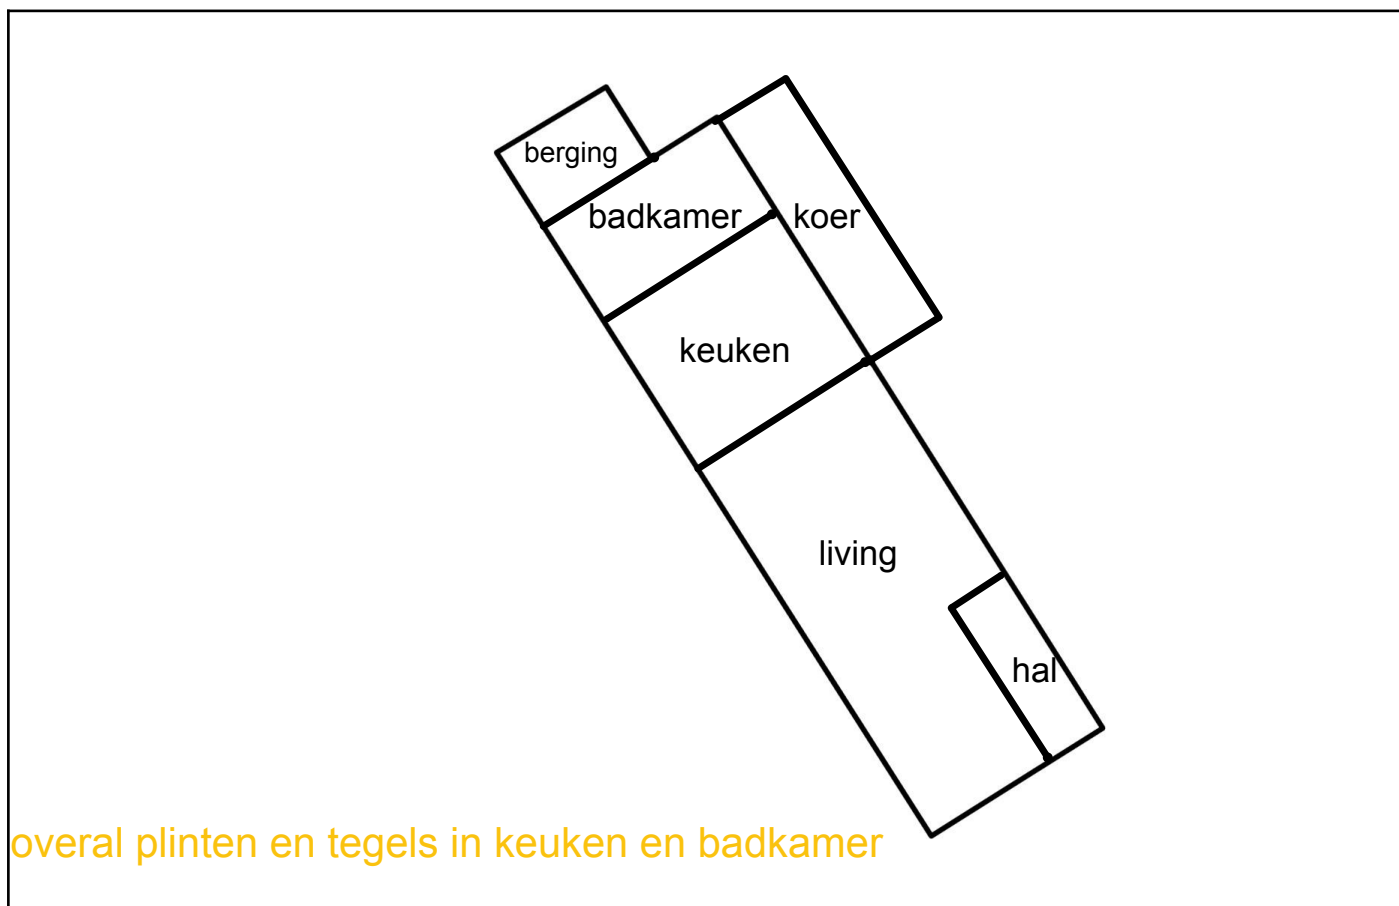 berging
badkamer
koer
keuken
living
hal
overal plinten en tegels in keuken en badkamer